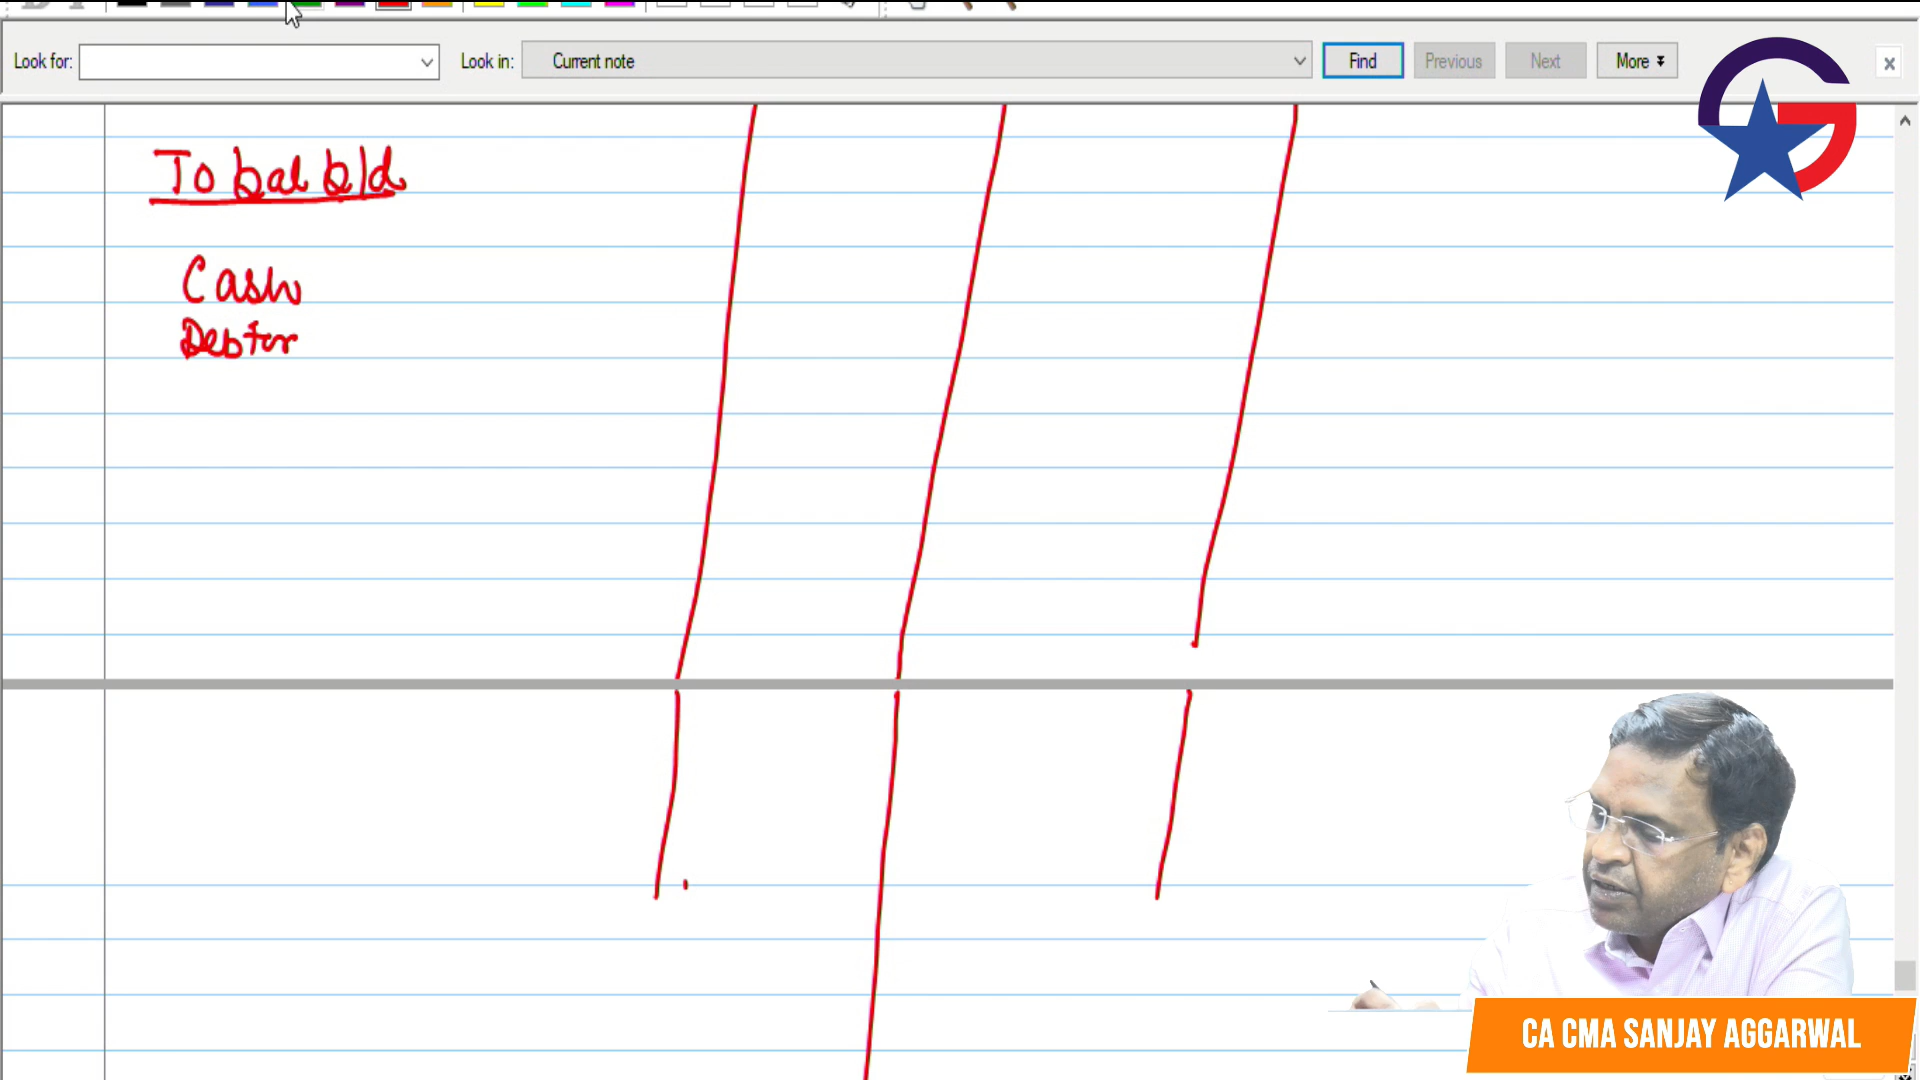 Look for:
Look in: Current note Find Previous Next More
To bal b/d
Cash
Debtor
CA CMA SANJAY AGGARWAL